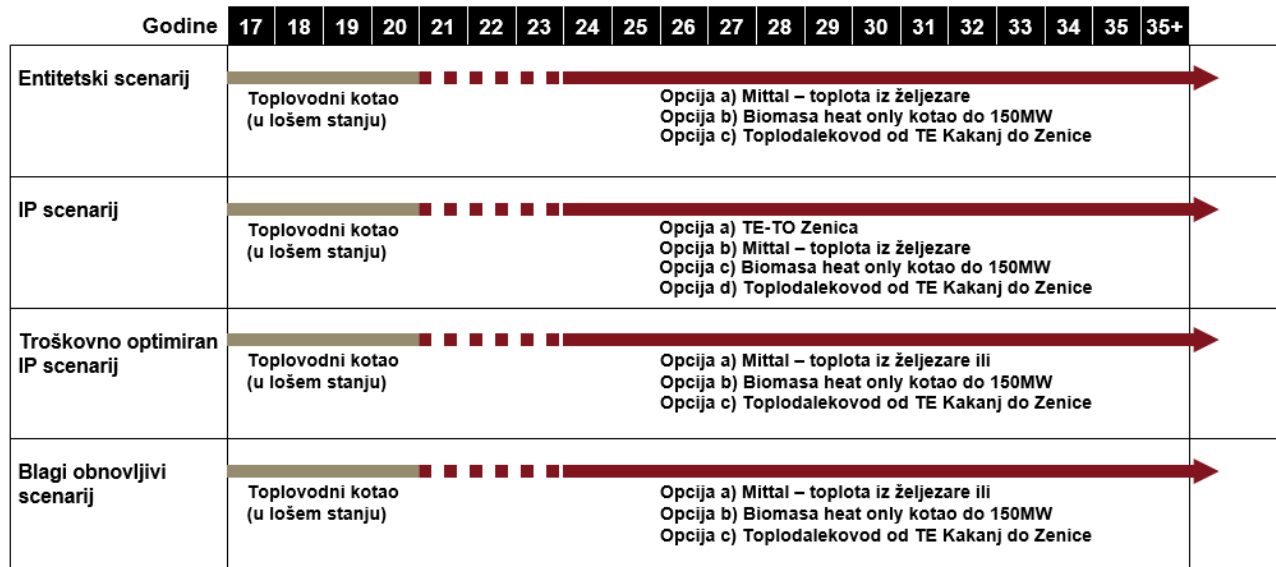 Godine 17 18 19 20 21 22 23 24 25 26 27 28 29 30 31 32 33 34 35 35+
Entitetski scenarij
Toplovodni kotao
(u lošem stanju)
Opcija a) Mittal – toplota iz željezare
Opcija b) Biomasa heat only kotao do 150MW
Opcija c) Toplodalekovod od TE Kakanj do Zenice
IP scenarij
Toplovodni kotao
(u lošem stanju)
Opcija a) TE-TO Zenica
Opcija b) Mittal – toplota iz željezare
Opcija c) Biomasa heat only kotao do 150MW
Opcija d) Toplodalekovod od TE Kakanj do Zenice
Troškovno optimiran
IP scenarij
Toplovodni kotao
(u lošem stanju)
Opcija a) Mittal – toplota iz željezare ili
Opcija b) Biomasa heat only kotao do 150MW
Opcija c) Toplodalekovod od TE Kakanj do Zenice
Blagi obnovljivi
scenarij
Toplovodni kotao
(u lošem stanju)
Opcija a) Mittal – toplota iz željezare ili
Opcija b) Biomasa heat only kotao do 150MW
Opcija c) Toplodalekovod od TE Kakanj do Zenice